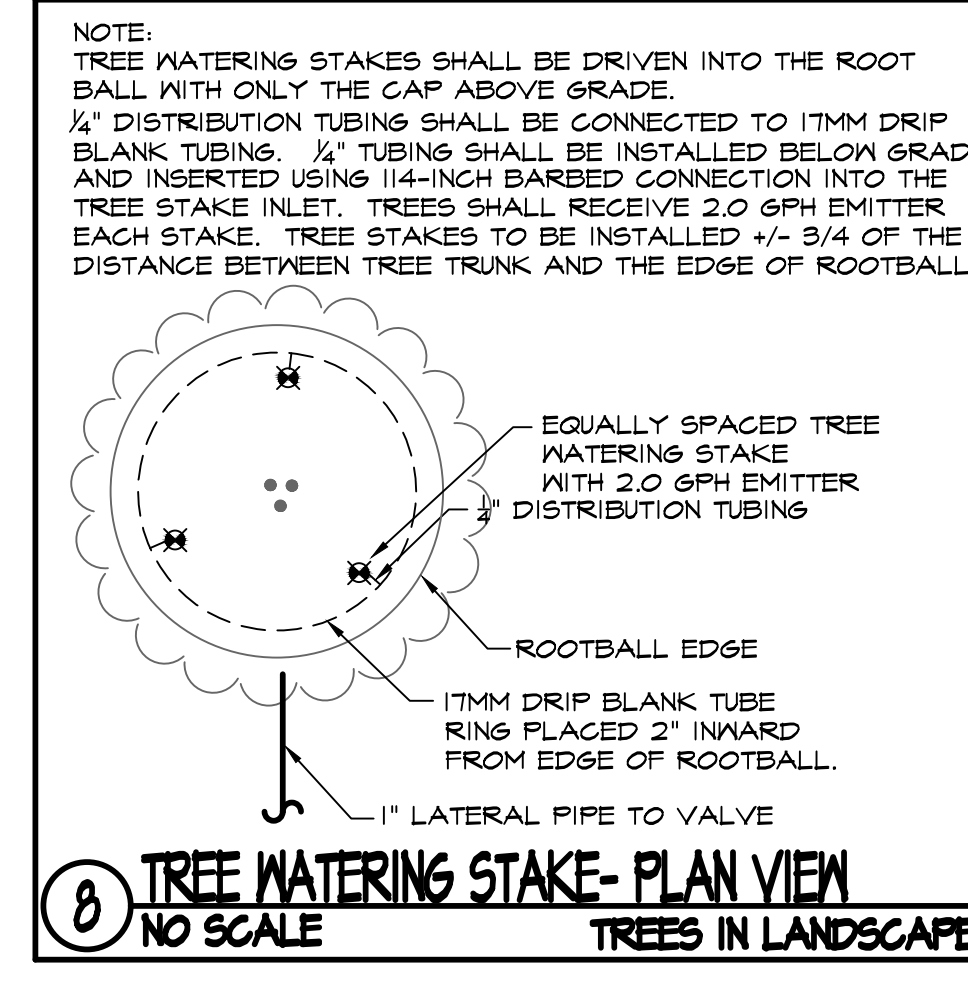 NOTE:
TREE WATERING STAKES SHALL BE DRIVEN INTO THE ROOT
BALL WITH ONLY THE CAP ABOVE GRADE.
1/4" DISTRIBUTION TUBING SHALL BE CONNECTED TO 17MM DRIP
BLANK TUBING. 1/4" TUBING SHALL BE INSTALLED BELOW GRAD
AND INSERTED USING 114-INCH BARBED CONNECTION INTO THE
TREE STAKE INLET. TREES SHALL RECEIVE 2.0 GPH EMITTER
EACH STAKE. TREE STAKES TO BE INSTALLED +/- 3/4 OF THE
DISTANCE BETWEEN TREE TRUNK AND THE EDGE OF ROOTBALL
EQUALLY SPACED TREE
WATERING STAKE
WITH 2.0 GPH EMITTER
1/4" DISTRIBUTION TUBING
ROOTBALL EDGE
17MM DRIP BLANK TUBE
RING PLACED 2" INWARD
FROM EDGE OF ROOTBALL.
1" LATERAL PIPE TO VALVE
8 TREE WATERING STAKE- PLAN VIEW
NO SCALE TREES IN LANDSCAPE